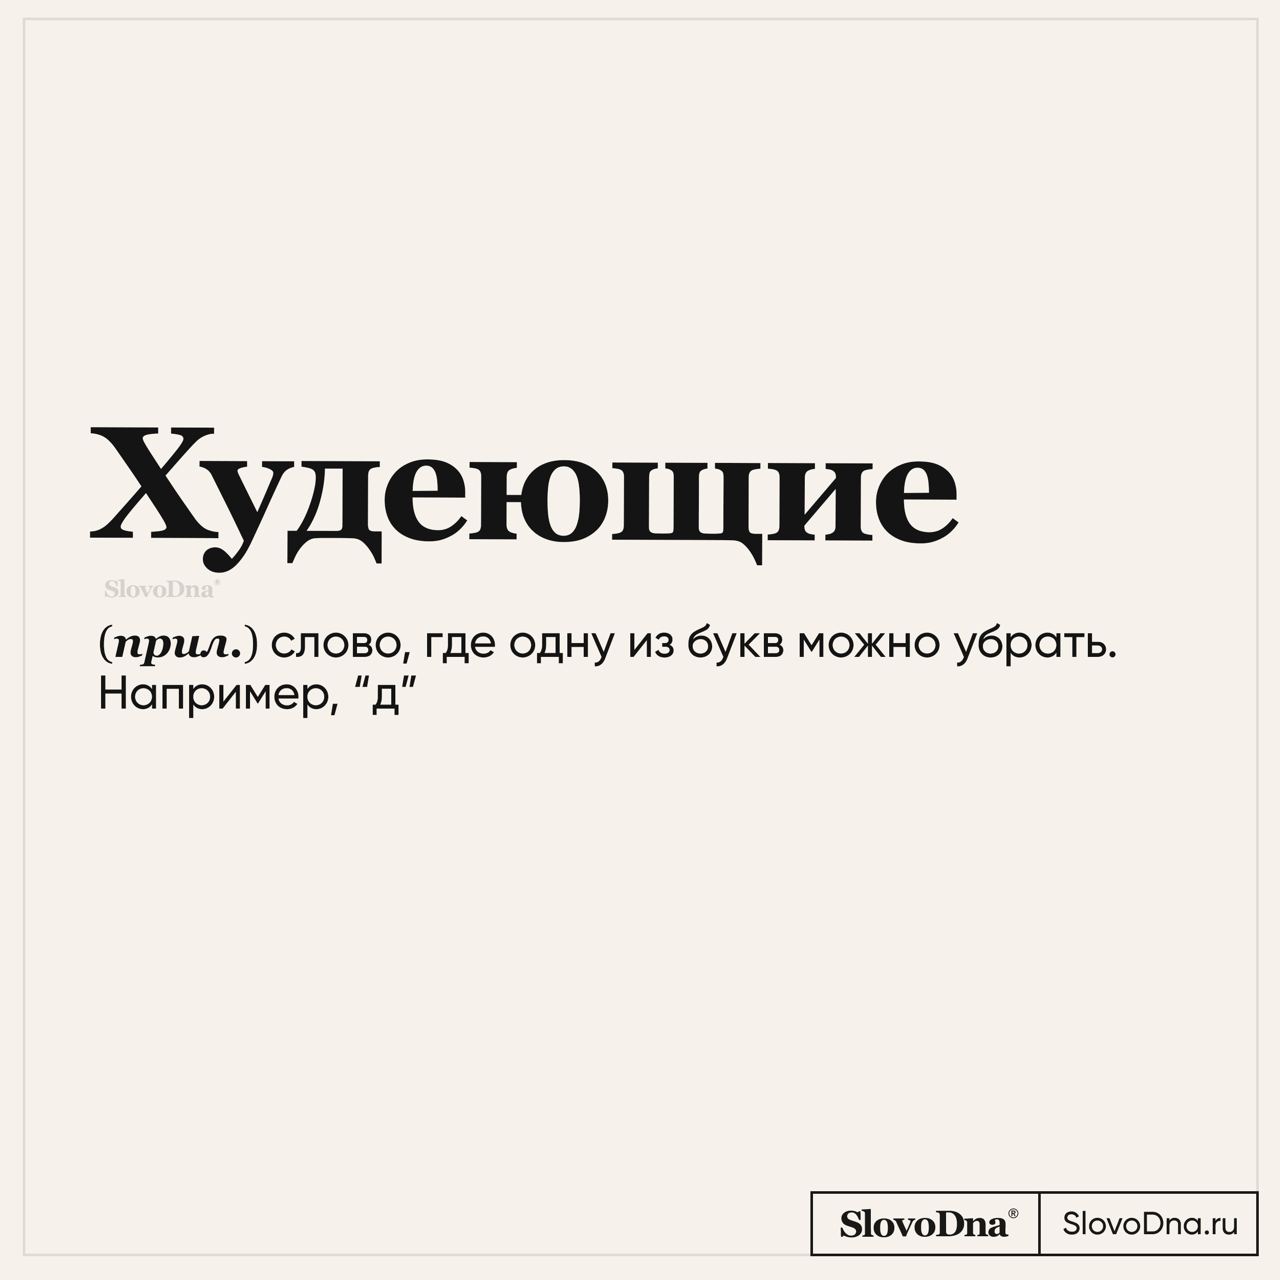 Худеющие
SlovoDna®
(прил.) слово, где одну из букв можно убрать.
Например, “д”
SlovoDna® SlovoDna.ru